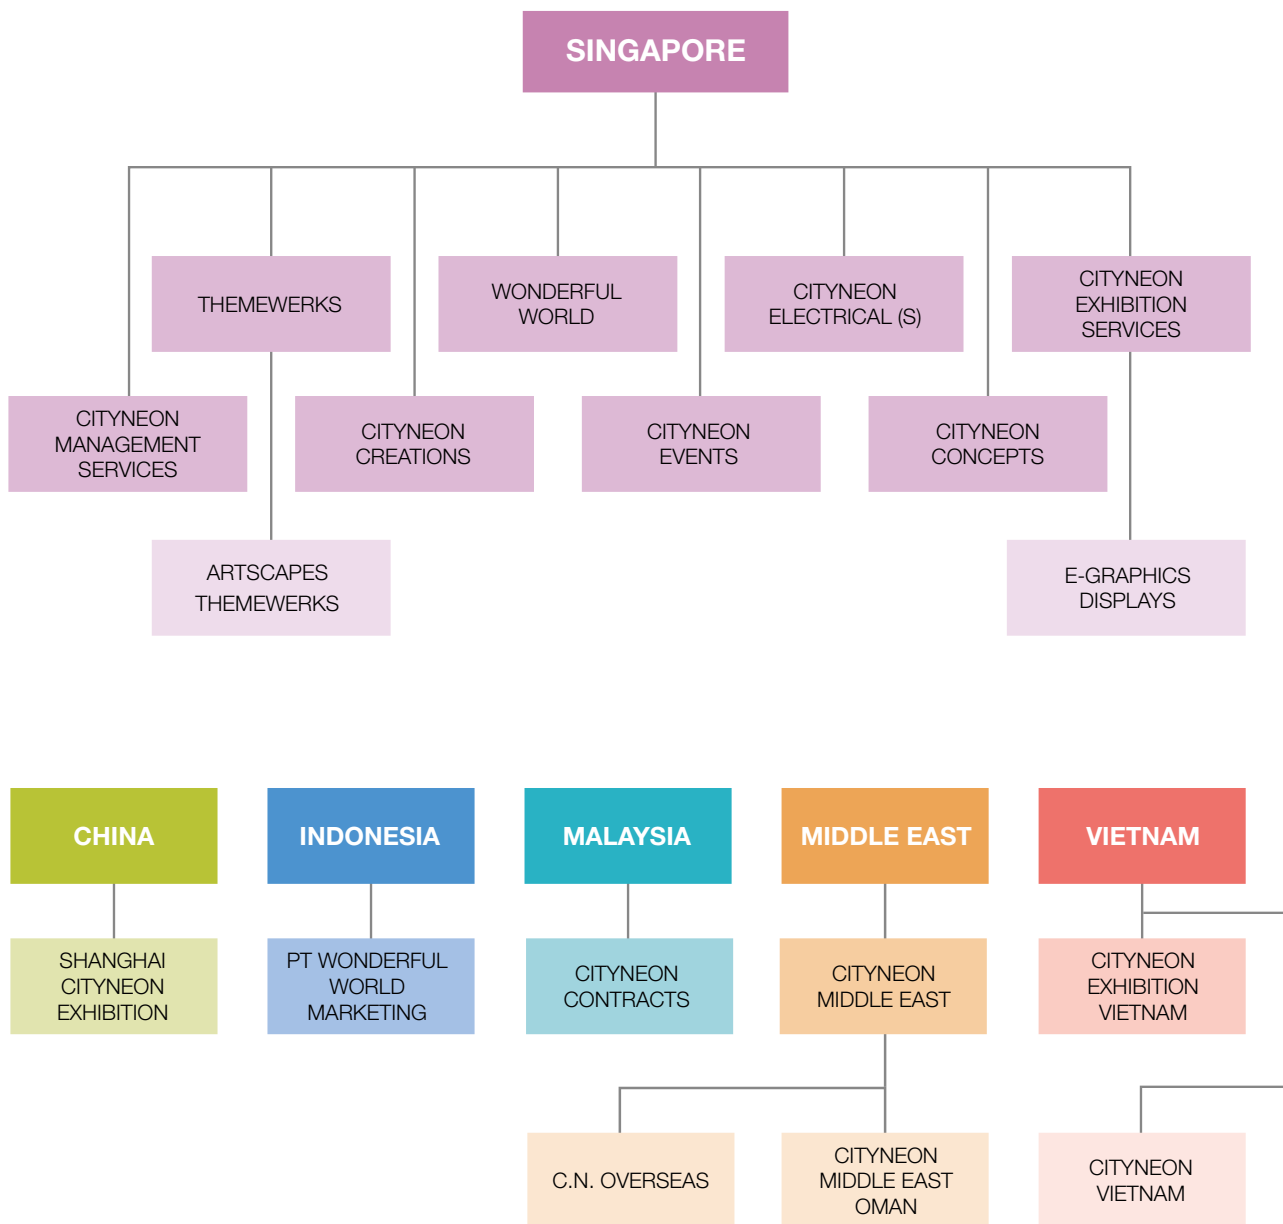 SINGAPORE
THEMEWERKS
WONDERFUL
WORLD
CITYNEON
ELECTRICAL (S)
CITYNEON
EXHIBITION
SERVICES
CITYNEON
MANAGEMENT
SERVICES
CITYNEON
CREATIONS
CITYNEON
EVENTS
CITYNEON
CONCEPTS
ARTSCAPES
THEMEWERKS
E-GRAPHICS
DISPLAYS
CHINA
INDONESIA
MALAYSIA
MIDDLE EAST
VIETNAM
SHANGHAI
CITYNEON
EXHIBITION
PT WONDERFUL
WORLD
MARKETING
CITYNEON
CONTRACTS
CITYNEON
MIDDLE EAST
CITYNEON
EXHIBITION
VIETNAM
C.N. OVERSEAS
CITYNEON
MIDDLE EAST
OMAN
CITYNEON
VIETNAM